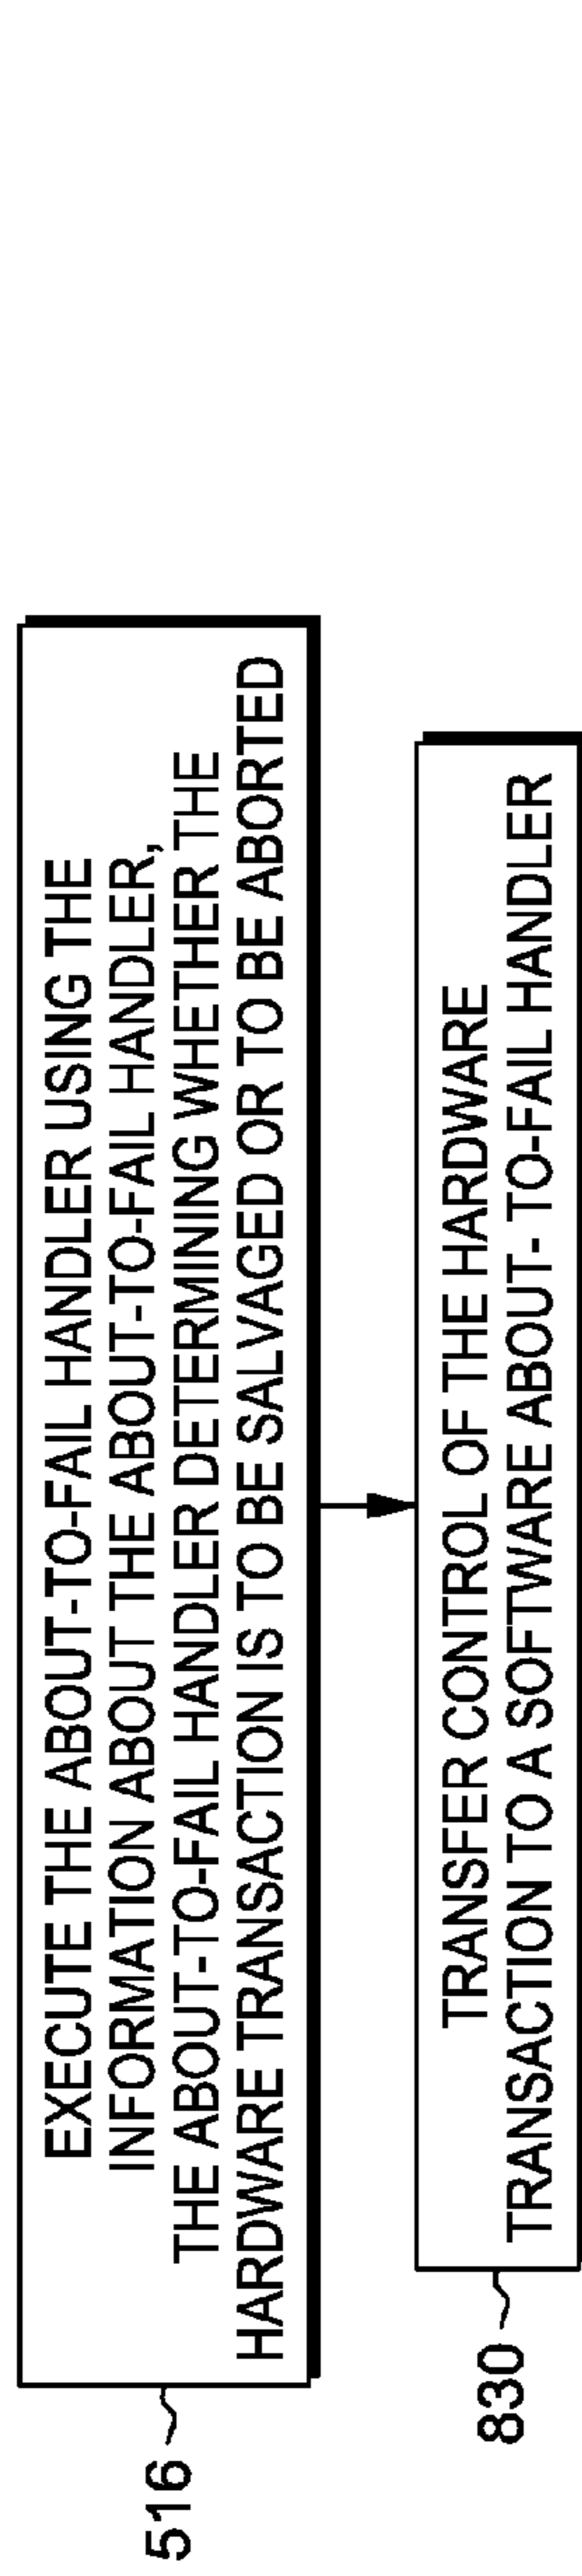 EXECUTE THE ABOUT-TO-FAIL HANDLER USING THE
INFORMATION ABOUT THE ABOUT-TO-FAIL HANDLER,
THE ABOUT-TO-FAIL HANDLER DETERMINING WHETHER THE
HARDWARE TRANSACTION IS TO BE SALVAGED OR TO BE ABORTED
516
TRANSFER CONTROL OF THE HARDWARE
TRANSACTION TO A SOFTWARE ABOUT- TO-FAIL HANDLER
830